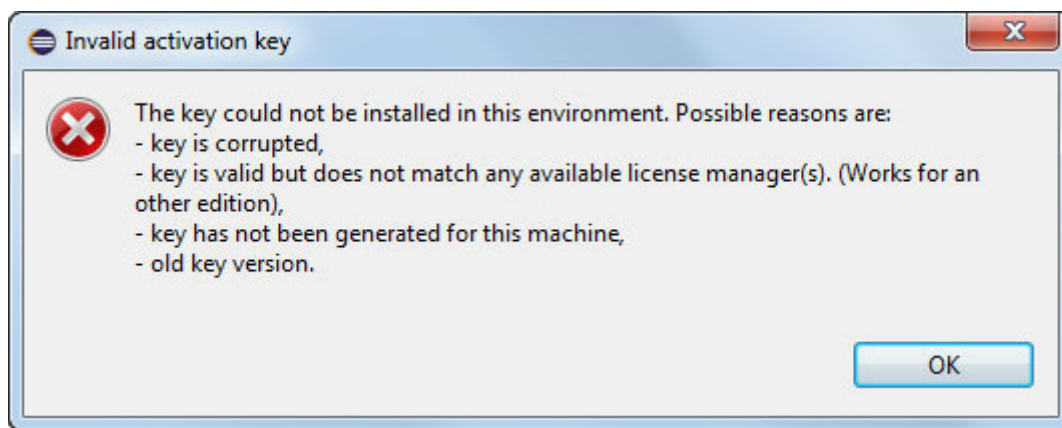 Invalid activation key
The key could not be installed in this environment. Possible reasons are:
- key is corrupted,
- key is valid but does not match any available license manager(s). (Works for an
other edition),
- key has not been generated for this machine,
- old key version.
OK